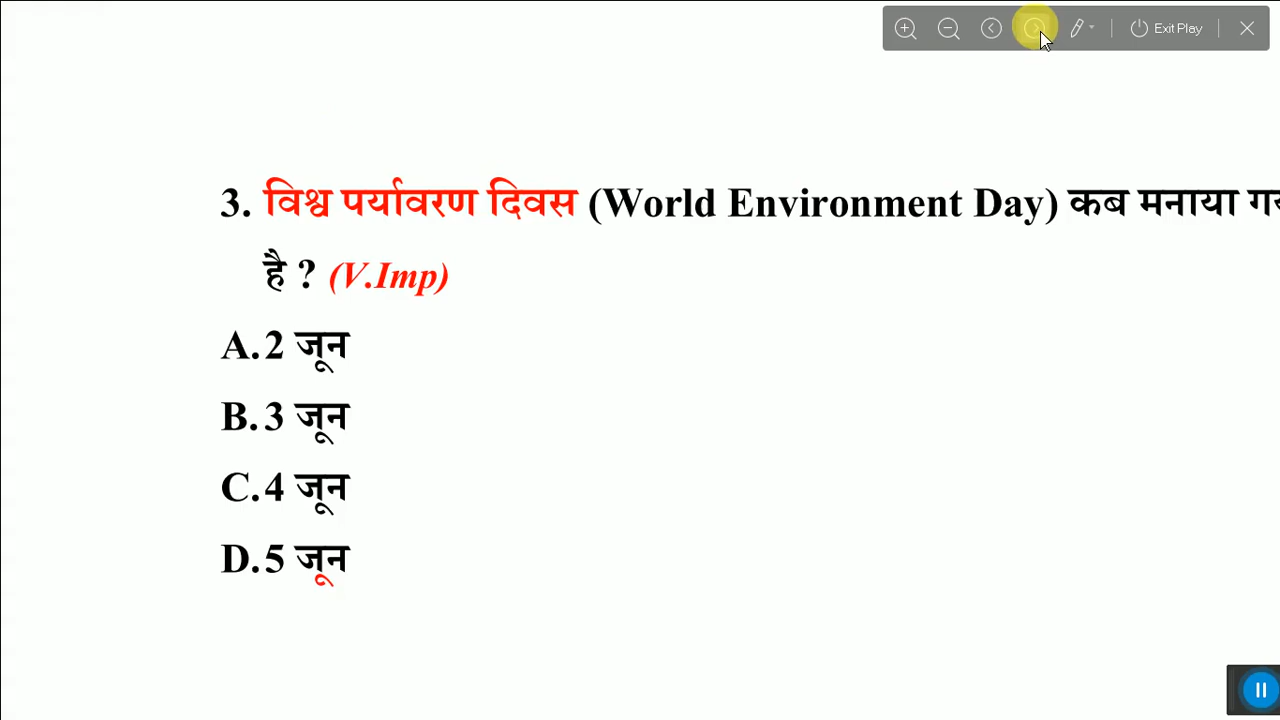 Exit Play
3. विश्व पर्यावरण दिवस (World Environment Day) कब मनाया
है ? (V.Imp)
A. 2 जून
B. 3 जून
C. 4 जून
D. 5 जून